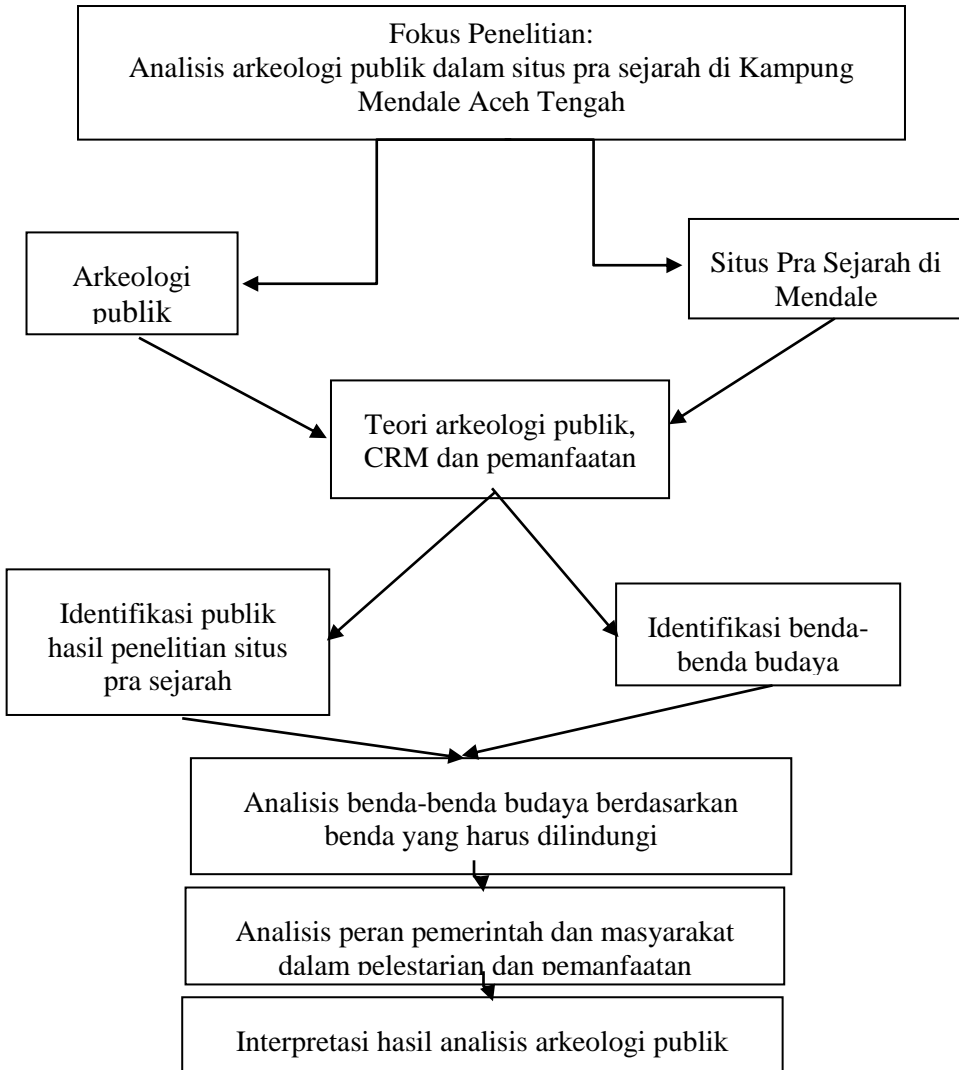 Fokus Penelitian:
Analisis arkeologi publik dalam situs pra sejarah di Kampung
Mendale Aceh Tengah
Arkeologi
publik
Situs Pra Sejarah di
Mendale
Teori arkeologi publik,
CRM dan pemanfaatan
Identifikasi publik
hasil penelitian situs
pra sejarah
Identifikasi benda-
benda budaya
Analisis benda-benda budaya berdasarkan
benda yang harus dilindungi
Analisis peran pemerintah dan masyarakat
dalam pelestarian dan pemanfaatan
Interpretasi hasil analisis arkeologi publik